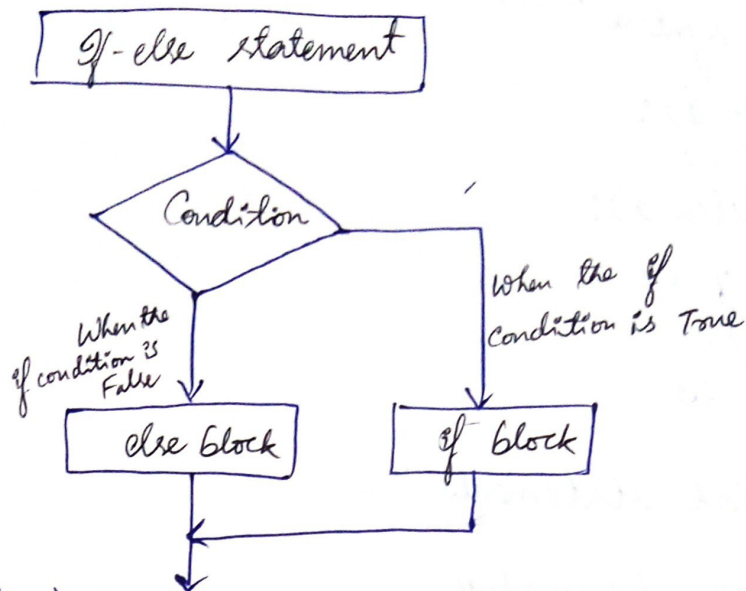 If-else statement
Condition
When the if
condition is True
When the
if condition is
False
else block
if block